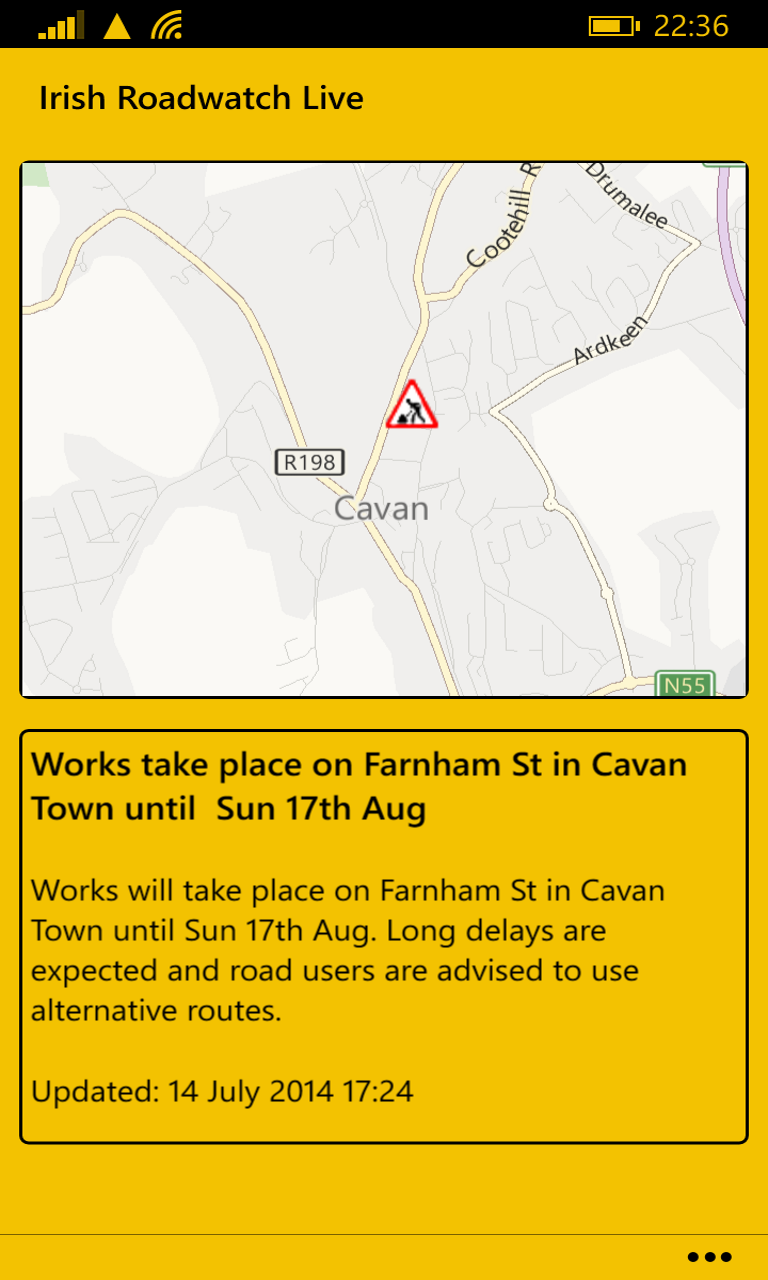 22:36
Irish Roadwatch Live
Drumalee
Cootehill R
Ardkeen
R198
Cavan
N55
Works take place on Farnham St in Cavan
Town until  Sun 17th Aug
Works will take place on Farnham St in Cavan
Town until Sun 17th Aug. Long delays are
expected and road users are advised to use
alternative routes.
Updated: 14 July 2014 17:24